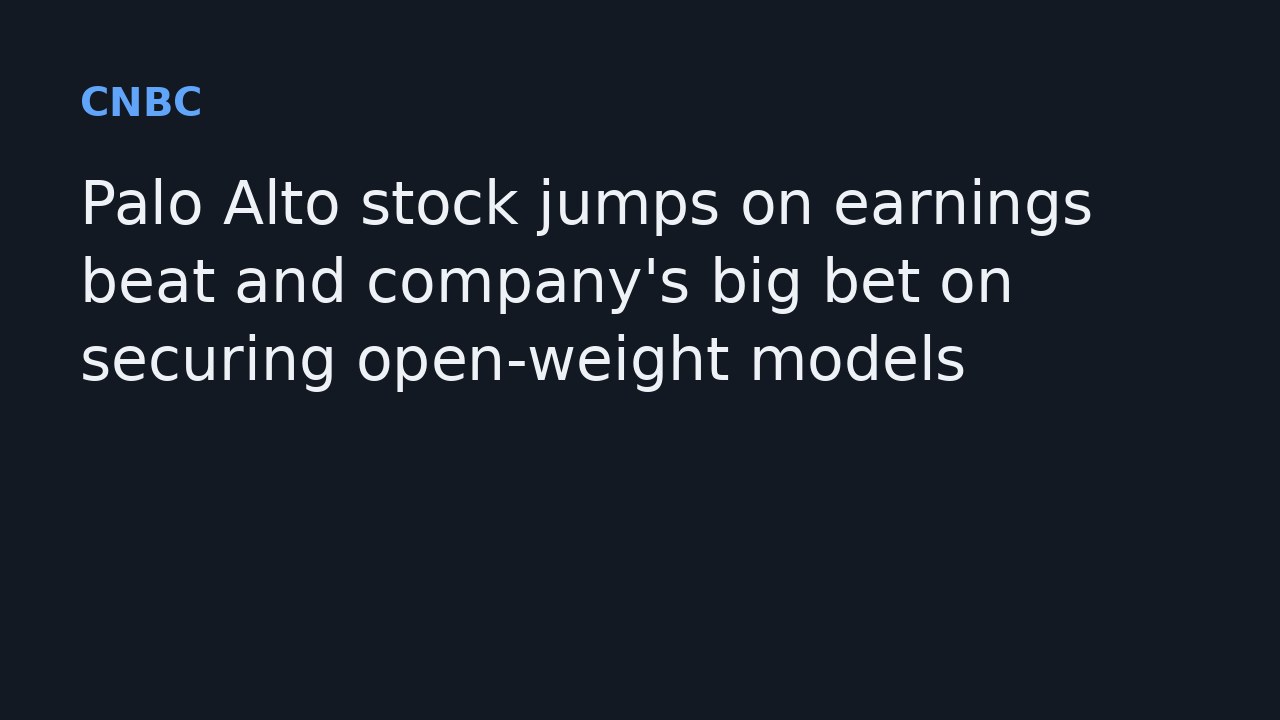 CNBC
Palo Alto stock jumps on earnings
beat and company's big bet on
securing open-weight models